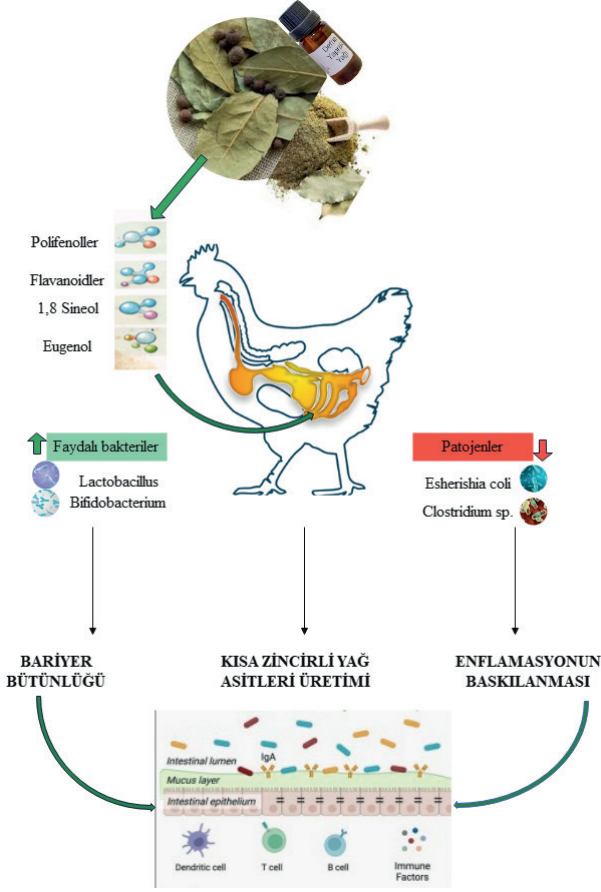 Defne
Yaprağı
Yağı
Polifenoller
Flavanoidler
1,8 Sineol
Eugenol
Faydalı bakteriler
Lactobacillus
Bifidobacterium
Patojenler
Esherishia coli
Clostridium sp.
BARİYER
BÜTÜNLÜĞÜ
KISA ZİNCİRLİ YAĞ
ASİTLERİ ÜRETİMİ
ENFLAMASYONUN
BASKILANMASI
Intestinal lumen
IgA
Mucus layer
Intestinal epithelium
Dendritic cell
T cell
B cell
Immune
Factors